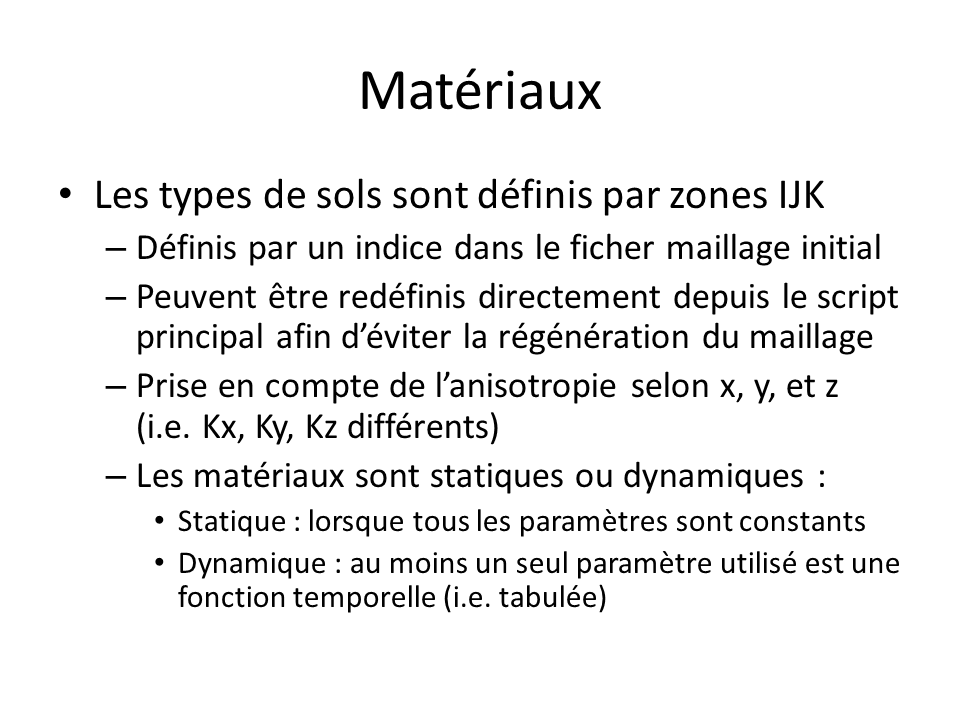 Matériaux
• Les types de sols sont définis par zones IJK
– Définis par un indice dans le ficher maillage initial
– Peuvent être redéfinis directement depuis le script
principal afin d’éviter la régénération du maillage
– Prise en compte de l’anisotropie selon x, y, et z
(i.e. Kx, Ky, Kz différents)
– Les matériaux sont statiques ou dynamiques :
• Statique : lorsque tous les paramètres sont constants
• Dynamique : au moins un seul paramètre utilisé est une
fonction temporelle (i.e. tabulée)